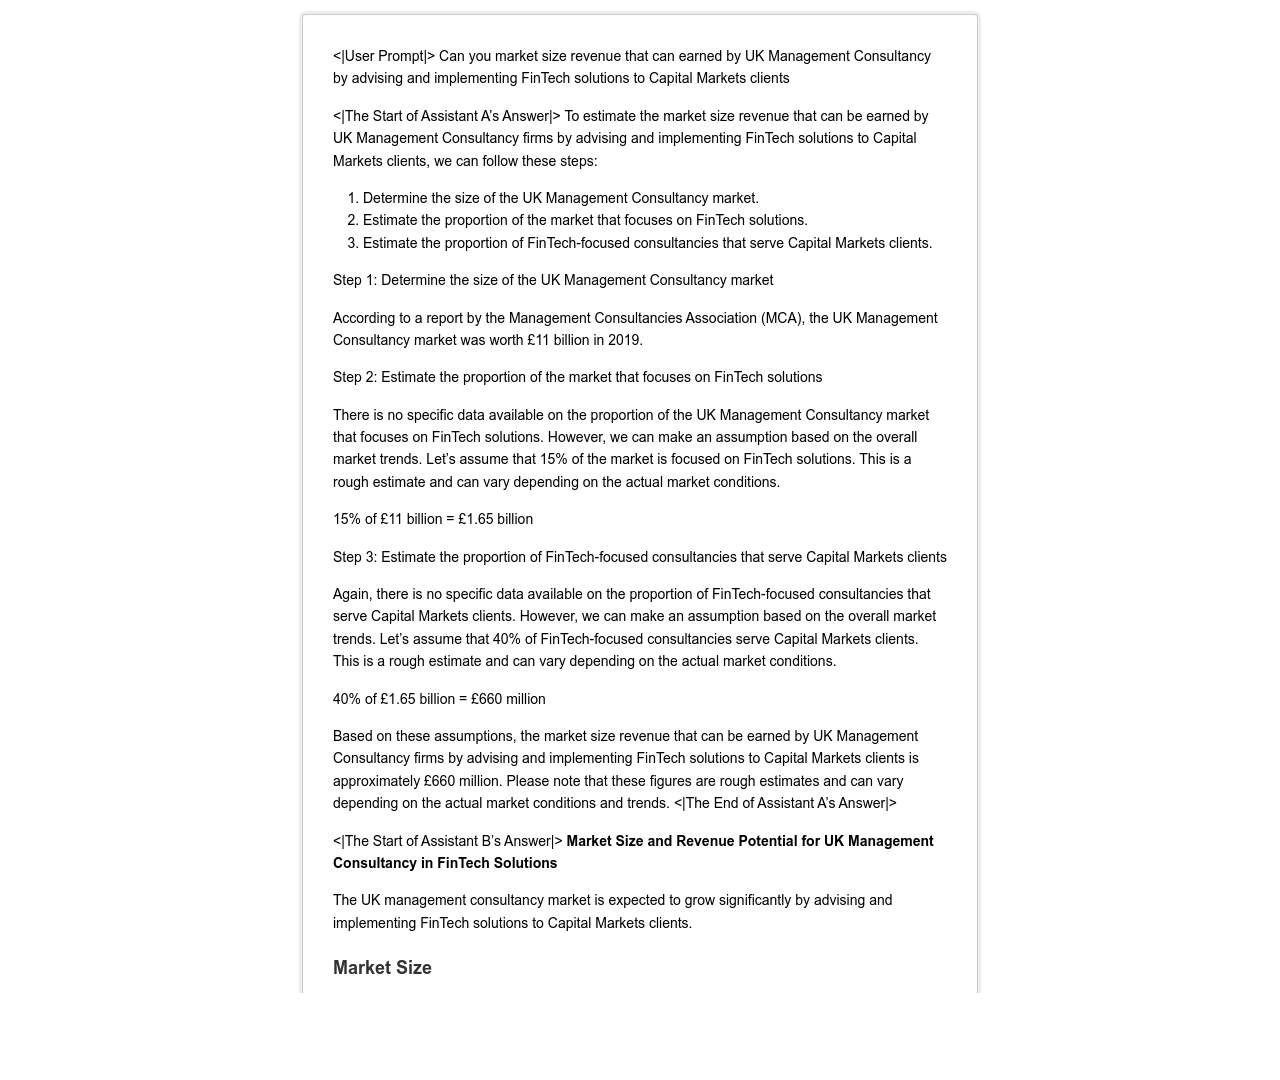 <|User Prompt|> Can you market size revenue that can earned by UK Management Consultancy
by advising and implementing FinTech solutions to Capital Markets clients
<|The Start of Assistant A’s Answer|> To estimate the market size revenue that can be earned by
UK Management Consultancy firms by advising and implementing FinTech solutions to Capital
Markets clients, we can follow these steps:
1. Determine the size of the UK Management Consultancy market.
2. Estimate the proportion of the market that focuses on FinTech solutions.
3. Estimate the proportion of FinTech-focused consultancies that serve Capital Markets clients.
Step 1: Determine the size of the UK Management Consultancy market
According to a report by the Management Consultancies Association (MCA), the UK Management
Consultancy market was worth £11 billion in 2019.
Step 2: Estimate the proportion of the market that focuses on FinTech solutions
There is no specific data available on the proportion of the UK Management Consultancy market
that focuses on FinTech solutions. However, we can make an assumption based on the overall
market trends. Let’s assume that 15% of the market is focused on FinTech solutions. This is a
rough estimate and can vary depending on the actual market conditions.
15% of £11 billion = £1.65 billion
Step 3: Estimate the proportion of FinTech-focused consultancies that serve Capital Markets clients
Again, there is no specific data available on the proportion of FinTech-focused consultancies that
serve Capital Markets clients. However, we can make an assumption based on the overall market
trends. Let’s assume that 40% of FinTech-focused consultancies serve Capital Markets clients.
This is a rough estimate and can vary depending on the actual market conditions.
40% of £1.65 billion = £660 million
Based on these assumptions, the market size revenue that can be earned by UK Management
Consultancy firms by advising and implementing FinTech solutions to Capital Markets clients is
approximately £660 million. Please note that these figures are rough estimates and can vary
depending on the actual market conditions and trends. <|The End of Assistant A’s Answer|>
<|The Start of Assistant B’s Answer|> Market Size and Revenue Potential for UK Management
Consultancy in FinTech Solutions
The UK management consultancy market is expected to grow significantly by advising and
implementing FinTech solutions to Capital Markets clients.
Market Size